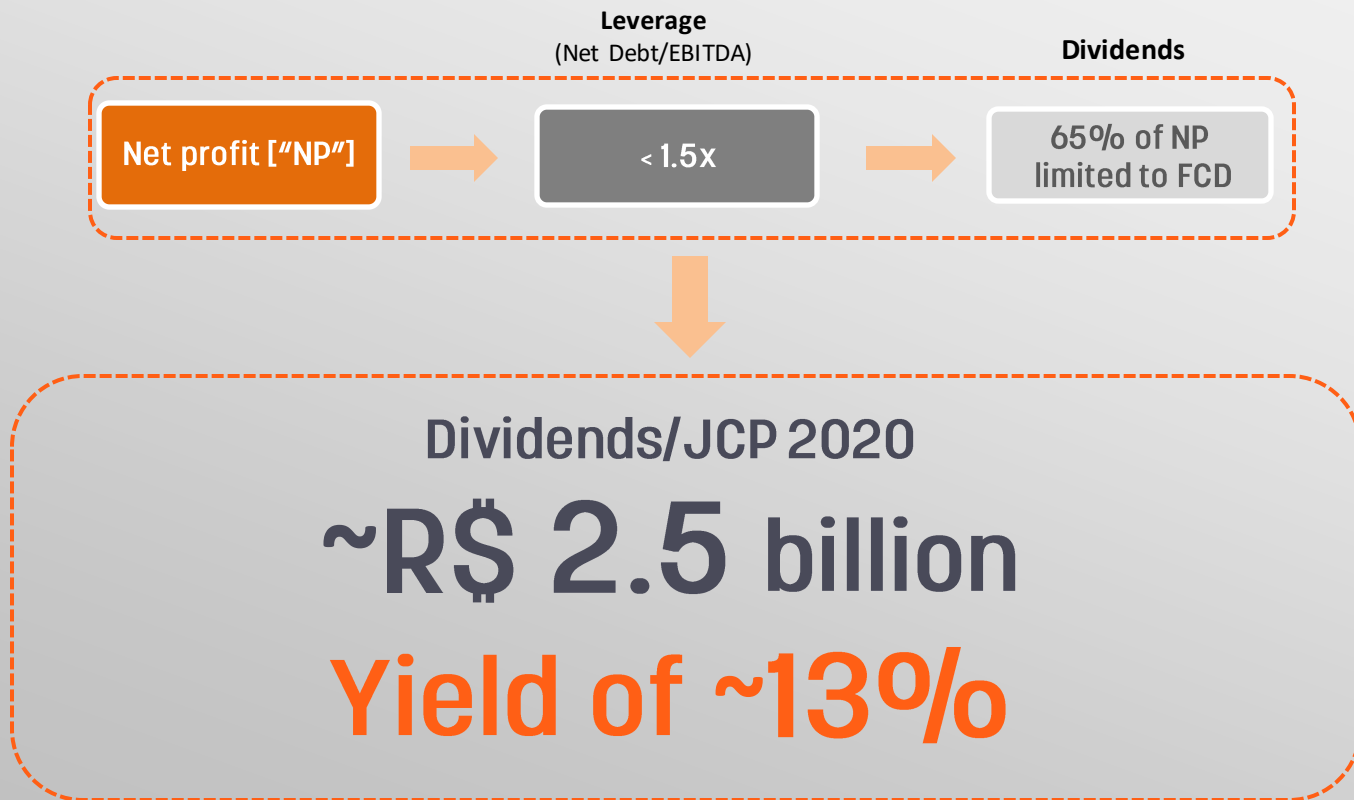 Leverage
(Net Debt/EBITDA)
Dividends
Net profit ["NP"]
< 1.5x
65% of NP
limited to FCD
Dividends/JCP 2020
~R$ 2.5 billion
Yield of ~13%